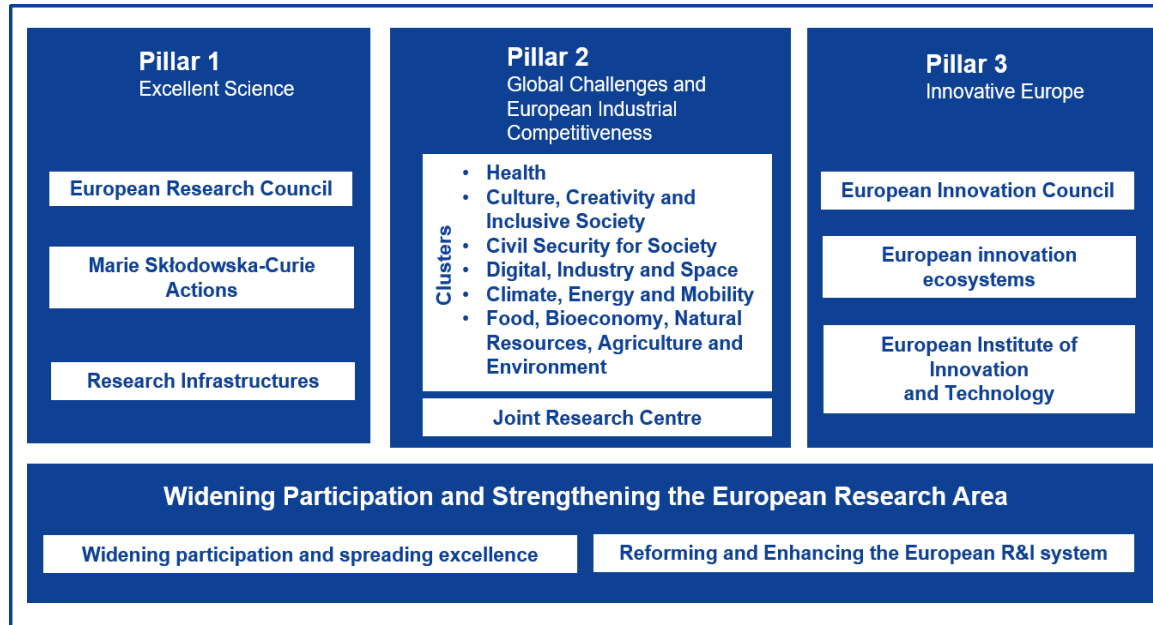 Pillar 1
Excellent Science
European Research Council
Marie Skłodowska-Curie
Actions
Research Infrastructures
Pillar 2
Global Challenges and
European Industrial
Competitiveness
Clusters
• Health
• Culture, Creativity and
Inclusive Society
• Civil Security for Society
• Digital, Industry and Space
• Climate, Energy and Mobility
• Food, Bioeconomy, Natural
Resources, Agriculture and
Environment
Joint Research Centre
Pillar 3
Innovative Europe
European Innovation Council
European innovation
ecosystems
European Institute of
Innovation
and Technology
Widening Participation and Strengthening the European Research Area
Widening participation and spreading excellence
Reforming and Enhancing the European R&I system